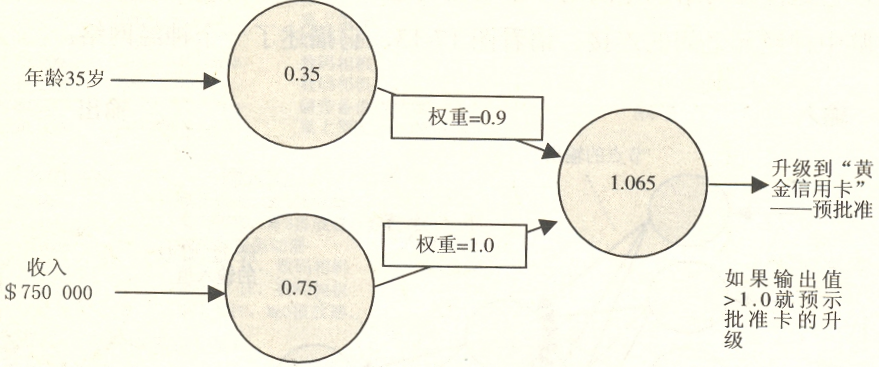 年龄35岁
0.35
权重=0.9
1.065
升级到“黄
金信用卡”
——预批准
收入
$750 000
0.75
权重=1.0
如果输出值
>1.0就预示
批准卡的升
级